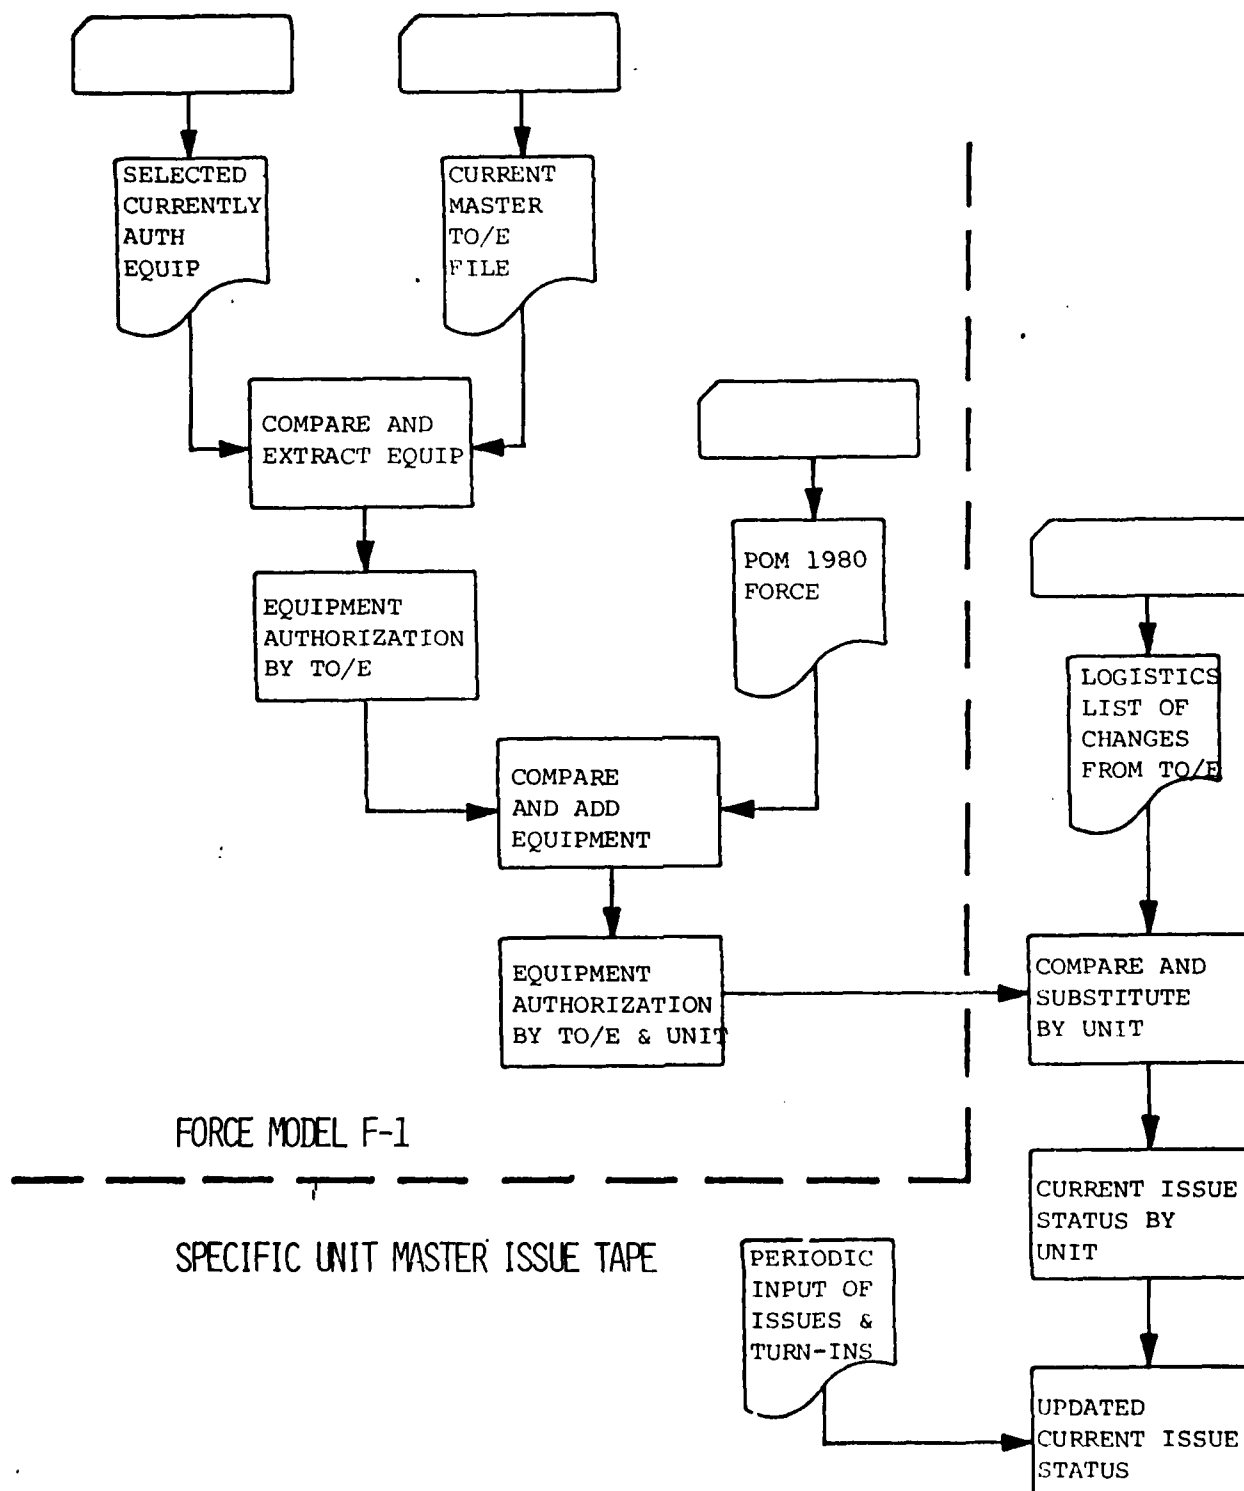 SELECTED
CURRENTLY
AUTH
EQUIP
CURRENT
MASTER
TO/E
FILE
COMPARE AND
EXTRACT EQUIP
EQUIPMENT
AUTHORIZATION
BY TO/E
POM 1980
FORCE
COMPARE
AND ADD
EQUIPMENT
EQUIPMENT
AUTHORIZATION
BY TO/E & UNIT
LOGISTICS
LIST OF
CHANGES
FROM TO/E
COMPARE AND
SUBSTITUTE
BY UNIT
FORCE MODEL F-1
CURRENT ISSUE
STATUS BY
UNIT
SPECIFIC UNIT MASTER ISSUE TAPE
PERIODIC
INPUT OF
ISSUES &
TURN-INS
UPDATED
CURRENT ISSUE
STATUS